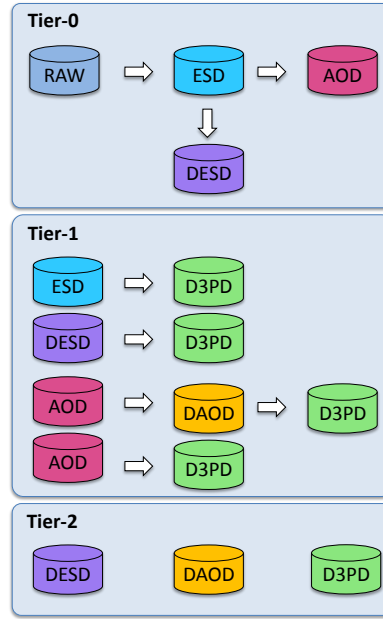 Tier-0
RAW ESD AOD
DESD
Tier-1
ESD D3PD
DESD D3PD
AOD DAOD D3PD
AOD D3PD
Tier-2
DESD DAOD D3PD